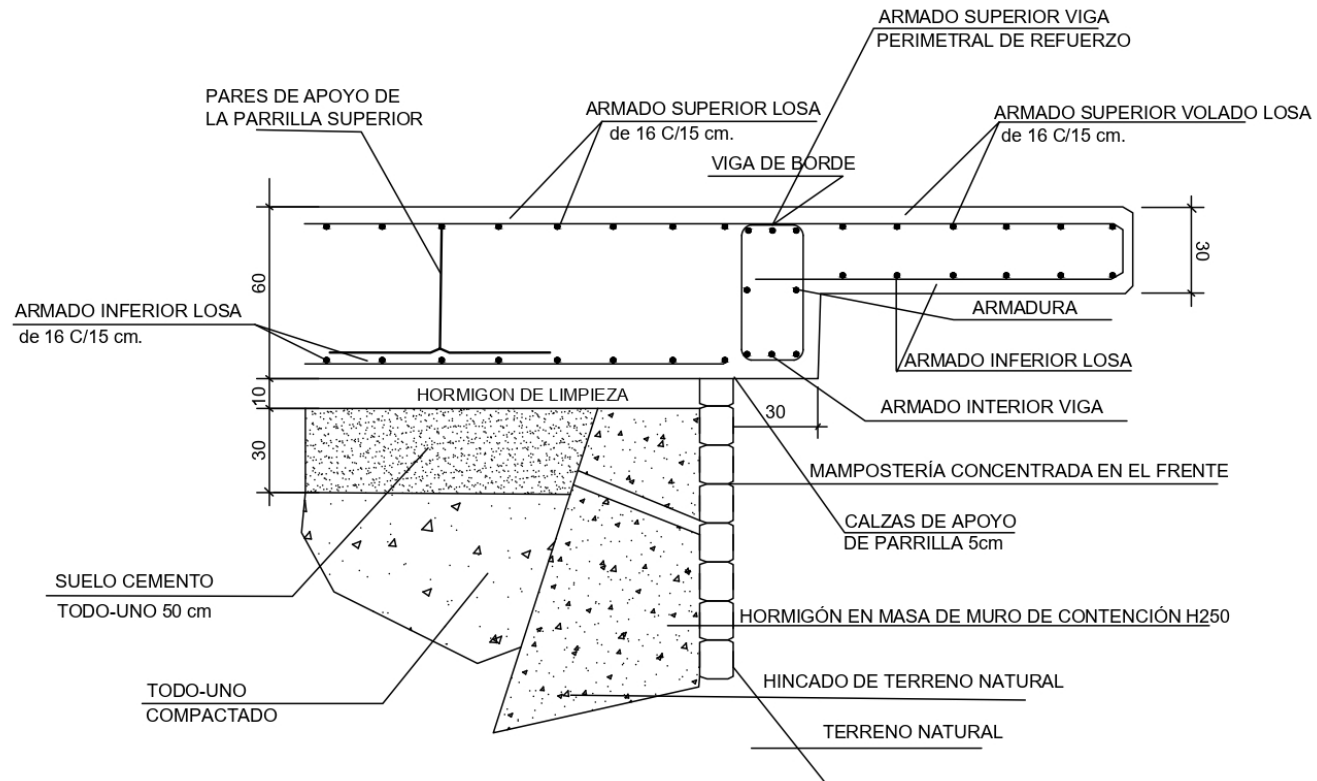 ARMADO SUPERIOR VIGA
PERIMETRAL DE REFUERZO
PARES DE APOYO DE
LA PARRILLA SUPERIOR
ARMADO SUPERIOR LOSA
de 16 C/15 cm.
ARMADO SUPERIOR VOLADO LOSA
de 16 C/15 cm.
VIGA DE BORDE
60
30
ARMADO INFERIOR LOSA
de 16 C/15 cm.
ARMADURA
ARMADO INFERIOR LOSA
10
HORMIGON DE LIMPIEZA
30
ARMADO INTERIOR VIGA
30
MAMPOSTERÍA CONCENTRADA EN EL FRENTE
CALZAS DE APOYO
DE PARRILLA 5cm
SUELO CEMENTO
TODO-UNO 50 cm
HORMIGÓN EN MASA DE MURO DE CONTENCIÓN H250
HINCADO DE TERRENO NATURAL
TODO-UNO
COMPACTADO
TERRENO NATURAL